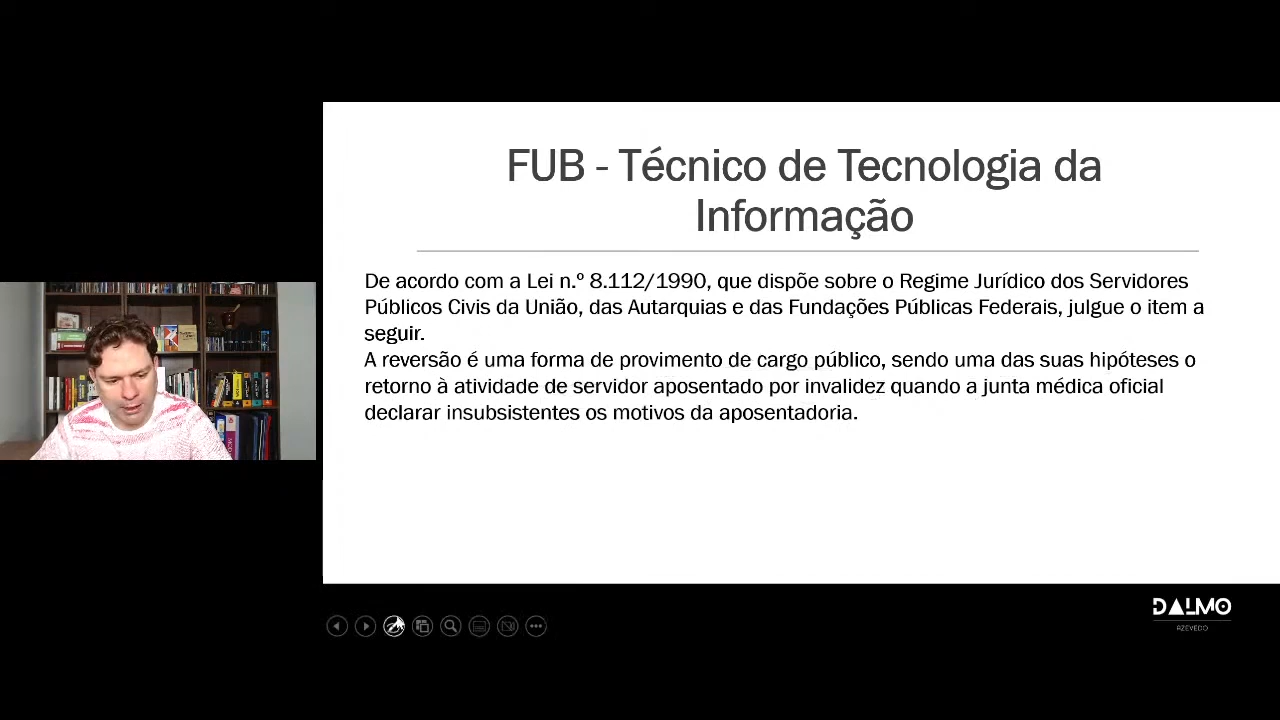 FUB - Técnico de Tecnologia da
Informação
De acordo com a Lei n.º 8.112/1990, que dispõe sobre o Regime Jurídico dos Servidores
Públicos Civis da União, das Autarquias e das Fundações Públicas Federais, julgue o item a
seguir.
A reversão é uma forma de provimento de cargo público, sendo uma das suas hipóteses o
retorno à atividade de servidor aposentado por invalidez quando a junta médica oficial
declarar insubsistentes os motivos da aposentadoria.
DALMO
AZEVEDO